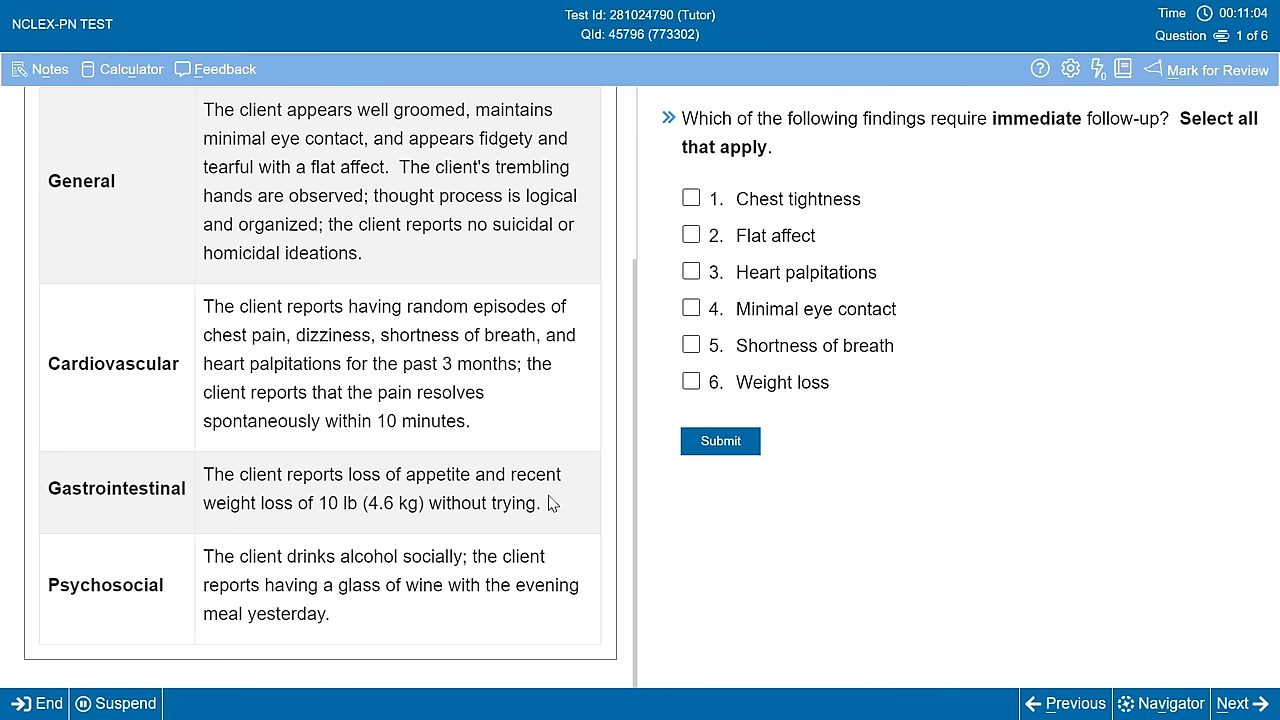 NCLEX-PN TEST
Test Id: 281024790 (Tutor)
QId: 45796 (773302)
Time 00:11:04
Question 1 of 6
Notes Calculator Feedback
Mark for Review
General
The client appears well groomed, maintains
minimal eye contact, and appears fidgety and
tearful with a flat affect. The client's trembling
hands are observed; thought process is logical
and organized; the client reports no suicidal or
homicidal ideations.
Cardiovascular
The client reports having random episodes of
chest pain, dizziness, shortness of breath, and
heart palpitations for the past 3 months; the
client reports that the pain resolves
spontaneously within 10 minutes.
Gastrointestinal
The client reports loss of appetite and recent
weight loss of 10 lb (4.6 kg) without trying.
Psychosocial
The client drinks alcohol socially; the client
reports having a glass of wine with the evening
meal yesterday.
Which of the following findings require immediate follow-up? Select all
that apply.
1. Chest tightness
2. Flat affect
3. Heart palpitations
4. Minimal eye contact
5. Shortness of breath
6. Weight loss
Submit
End Suspend
Previous Navigator Next